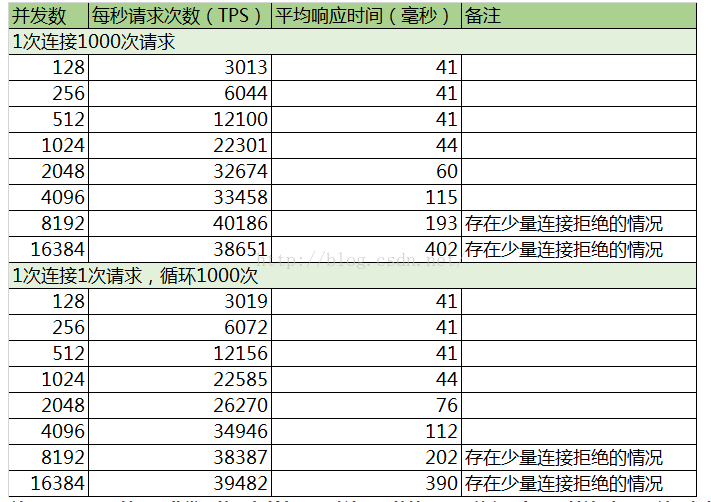 并发数 每秒请求次数（TPS） 平均响应时间（毫秒） 备注
1次连接1000次请求
128 3013 41
256 6044 41
512 12100 41
1024 22301 44
2048 32674 60
4096 33458 115
8192 40186 193 存在少量连接拒绝的情况
16384 38651 402 存在少量连接拒绝的情况
http://blog.csdn.net
1次连接1次请求，循环1000次
128 3019 41
256 6072 41
512 12156 41
1024 22585 44
2048 26270 76
4096 34946 112
8192 38387 202 存在少量连接拒绝的情况
16384 39482 390 存在少量连接拒绝的情况